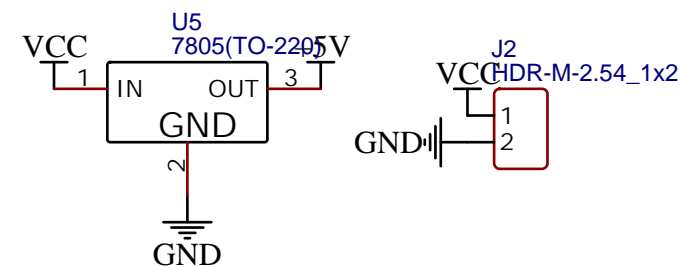 U5
7805(TO-220)
VCC
+5V
1
IN
OUT
3
GND
2
GND
J2
HDR-M-2.54_1x2
VCC
1
GND
2